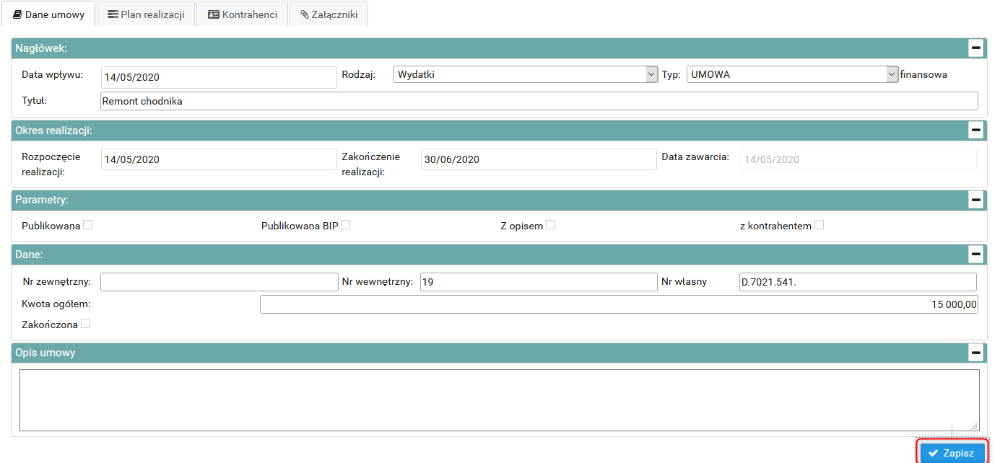 Dane umowy Plan realizacji Kontrahenci Załączniki
Nagłówek:
Data wpływu: 14/05/2020 Rodzaj: Wydatki Typ: UMOWA finansowa
Tytuł: Remont chodnika
Okres realizacji:
Rozpoczęcie realizacji: 14/05/2020 Zakończenie realizacji: 30/06/2020 Data zawarcia: 14/05/2020
Parametry:
Publikowana Publikowana BIP Z opisem z kontrahentem
Dane:
Nr zewnętrzny: Nr wewnętrzny: 19 Nr własny D.7021.541.
Kwota ogółem: 15 000,00
Zakończona
Opis umowy
Zapisz